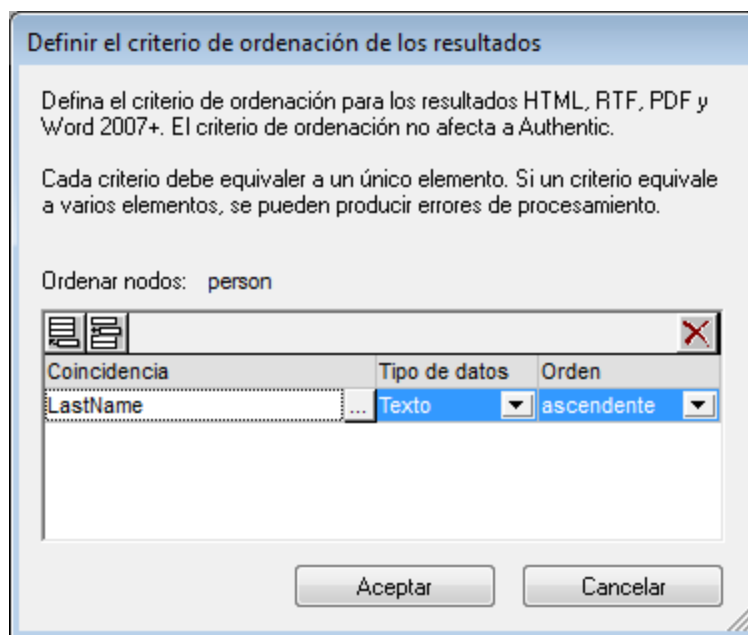 Definir el criterio de ordenación de los resultados
Defina el criterio de ordenación para los resultados HTML, RTF, PDF y
Word 2007+. El criterio de ordenación no afecta a Authentic.
Cada criterio debe equivaler a un único elemento. Si un criterio equivale
a varios elementos, se pueden producir errores de procesamiento.
Ordenar nodos: person
Coincidencia Tipo de datos Orden
LastName ... Texto ascendente
Aceptar Cancelar